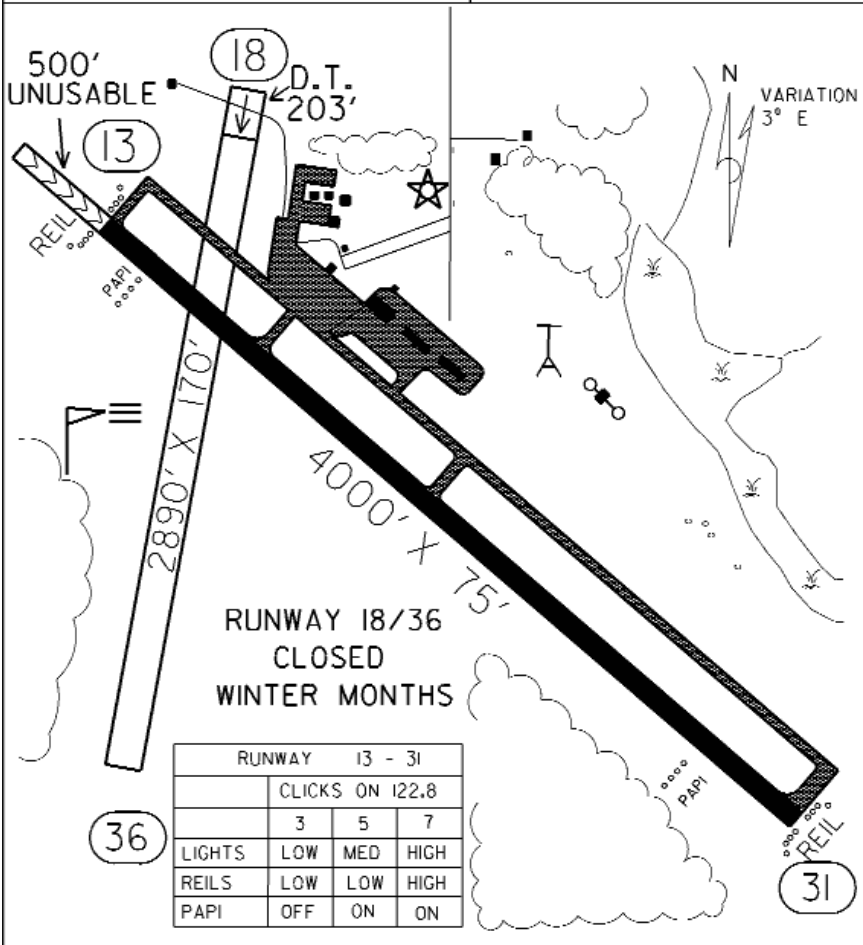 500'
UNUSABLE
18
D.T.
203'
13
REIL
PAPI
N
VARIATION
3° E
A
2890' X 170'
4000' X 75'
RUNWAY 18/36
CLOSED
WINTER MONTHS
RUNWAY 13 - 31
CLICKS ON 122.8
3 5 7
LIGHTS LOW MED HIGH
REILS LOW LOW HIGH
PAPI OFF ON ON
36
PAPI
REIL
31